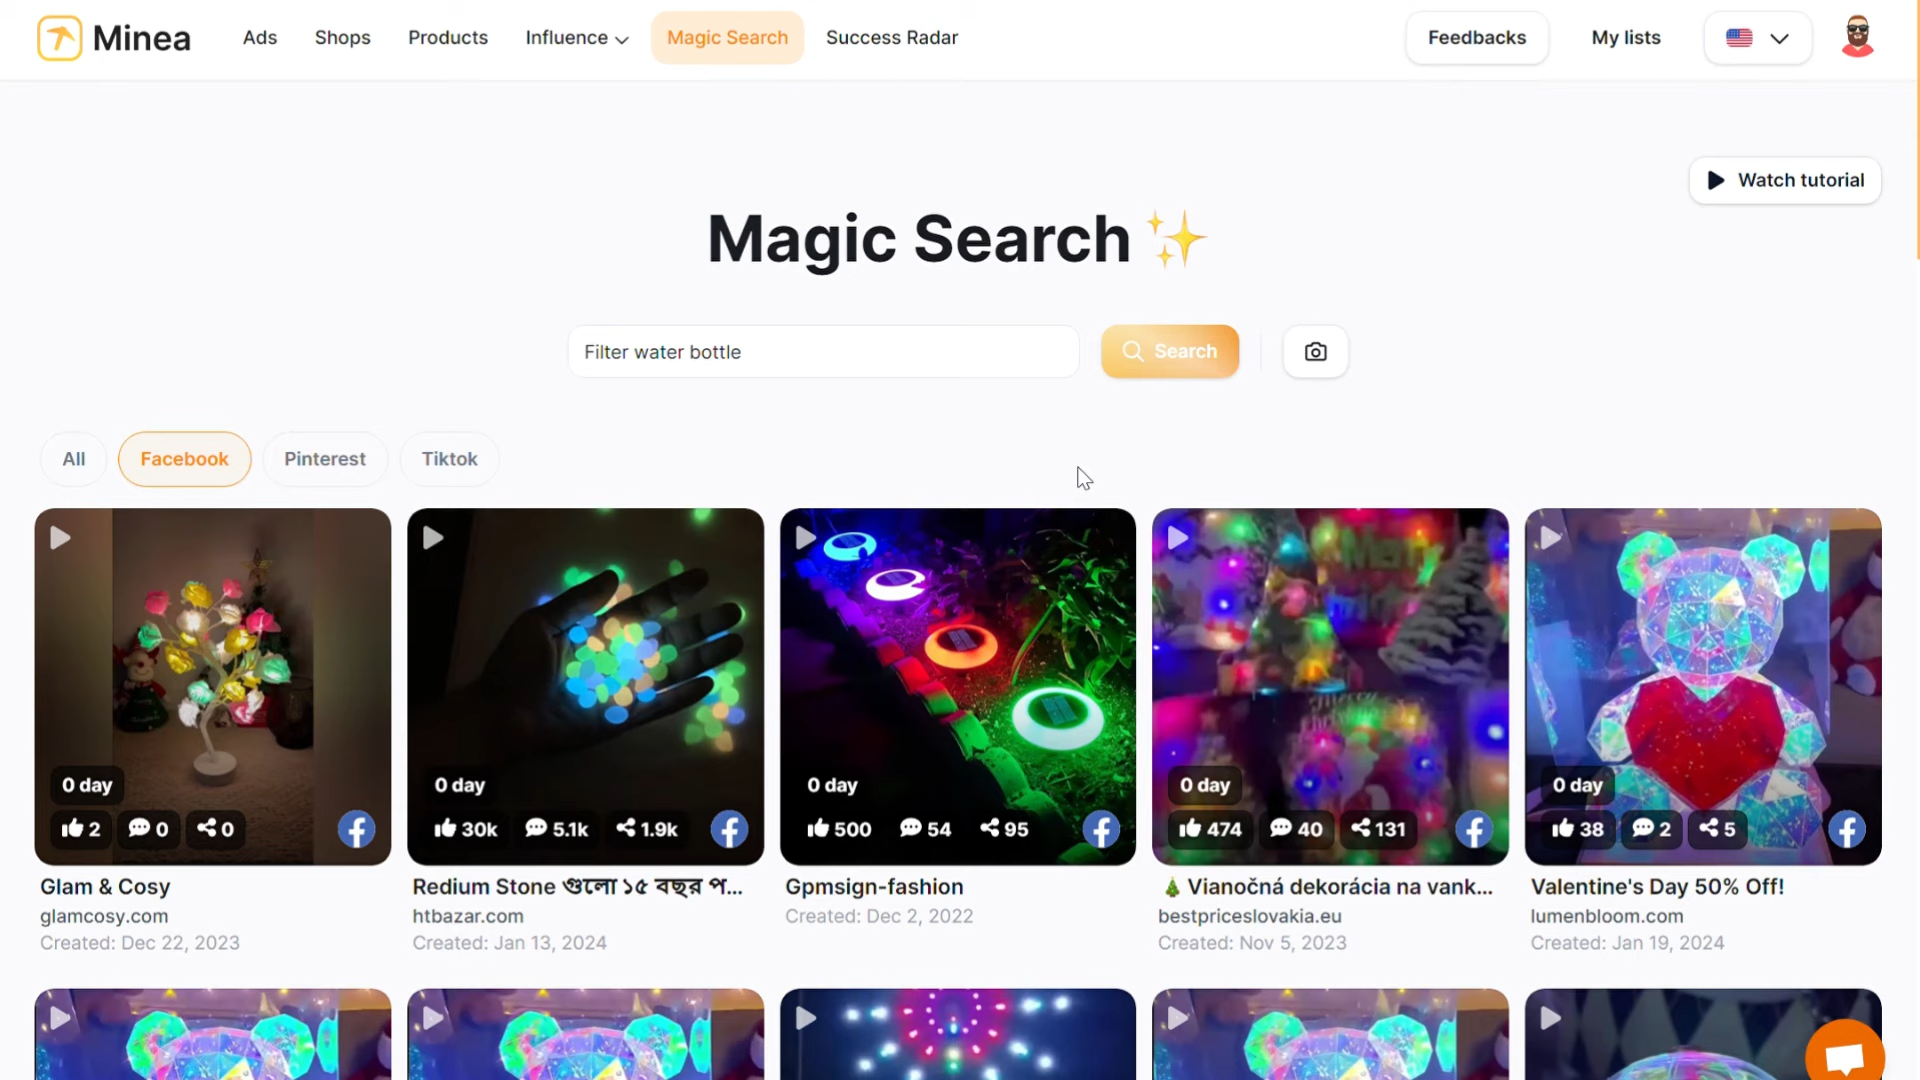 Minea
Ads
Shops
Products
Influence
Magic Search
Success Radar
Feedbacks
My lists
Watch tutorial
Magic Search
Filter water bottle
Search
All
Facebook
Pinterest
Tiktok
0 day
2
0
0
Glam & Cosy
glamcosy.com
Created: Dec 22, 2023
0 day
30k
5.1k
1.9k
Redium Stone গুলো ১৫ বছর প...
htbazar.com
Created: Jan 13, 2024
0 day
500
54
95
Gpmsign-fashion
Created: Dec 2, 2022
0 day
474
40
131
🎄Vianočná dekorácia na vank...
bestpriceslovakia.eu
Created: Nov 5, 2023
0 day
38
2
5
Valentine's Day 50% Off!
lumenbloom.com
Created: Jan 19, 2024